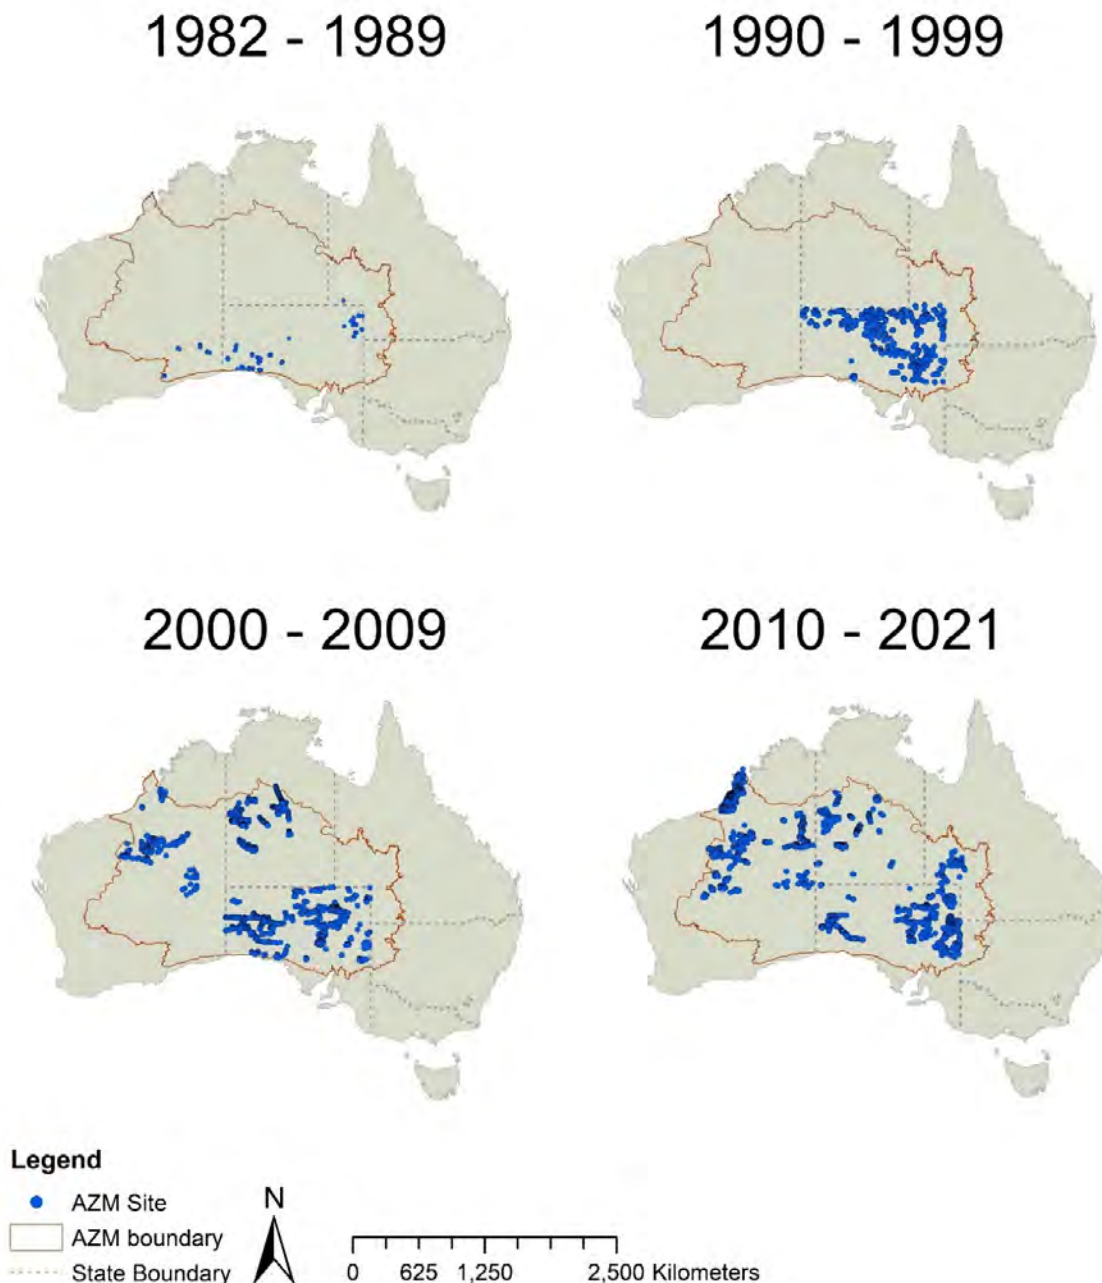 1982 - 1989
1990 - 1999
2000 - 2009
2010 - 2021
Legend
AZM Site
AZM boundary
State Boundary
N
0 625 1,250 2,500 Kilometers